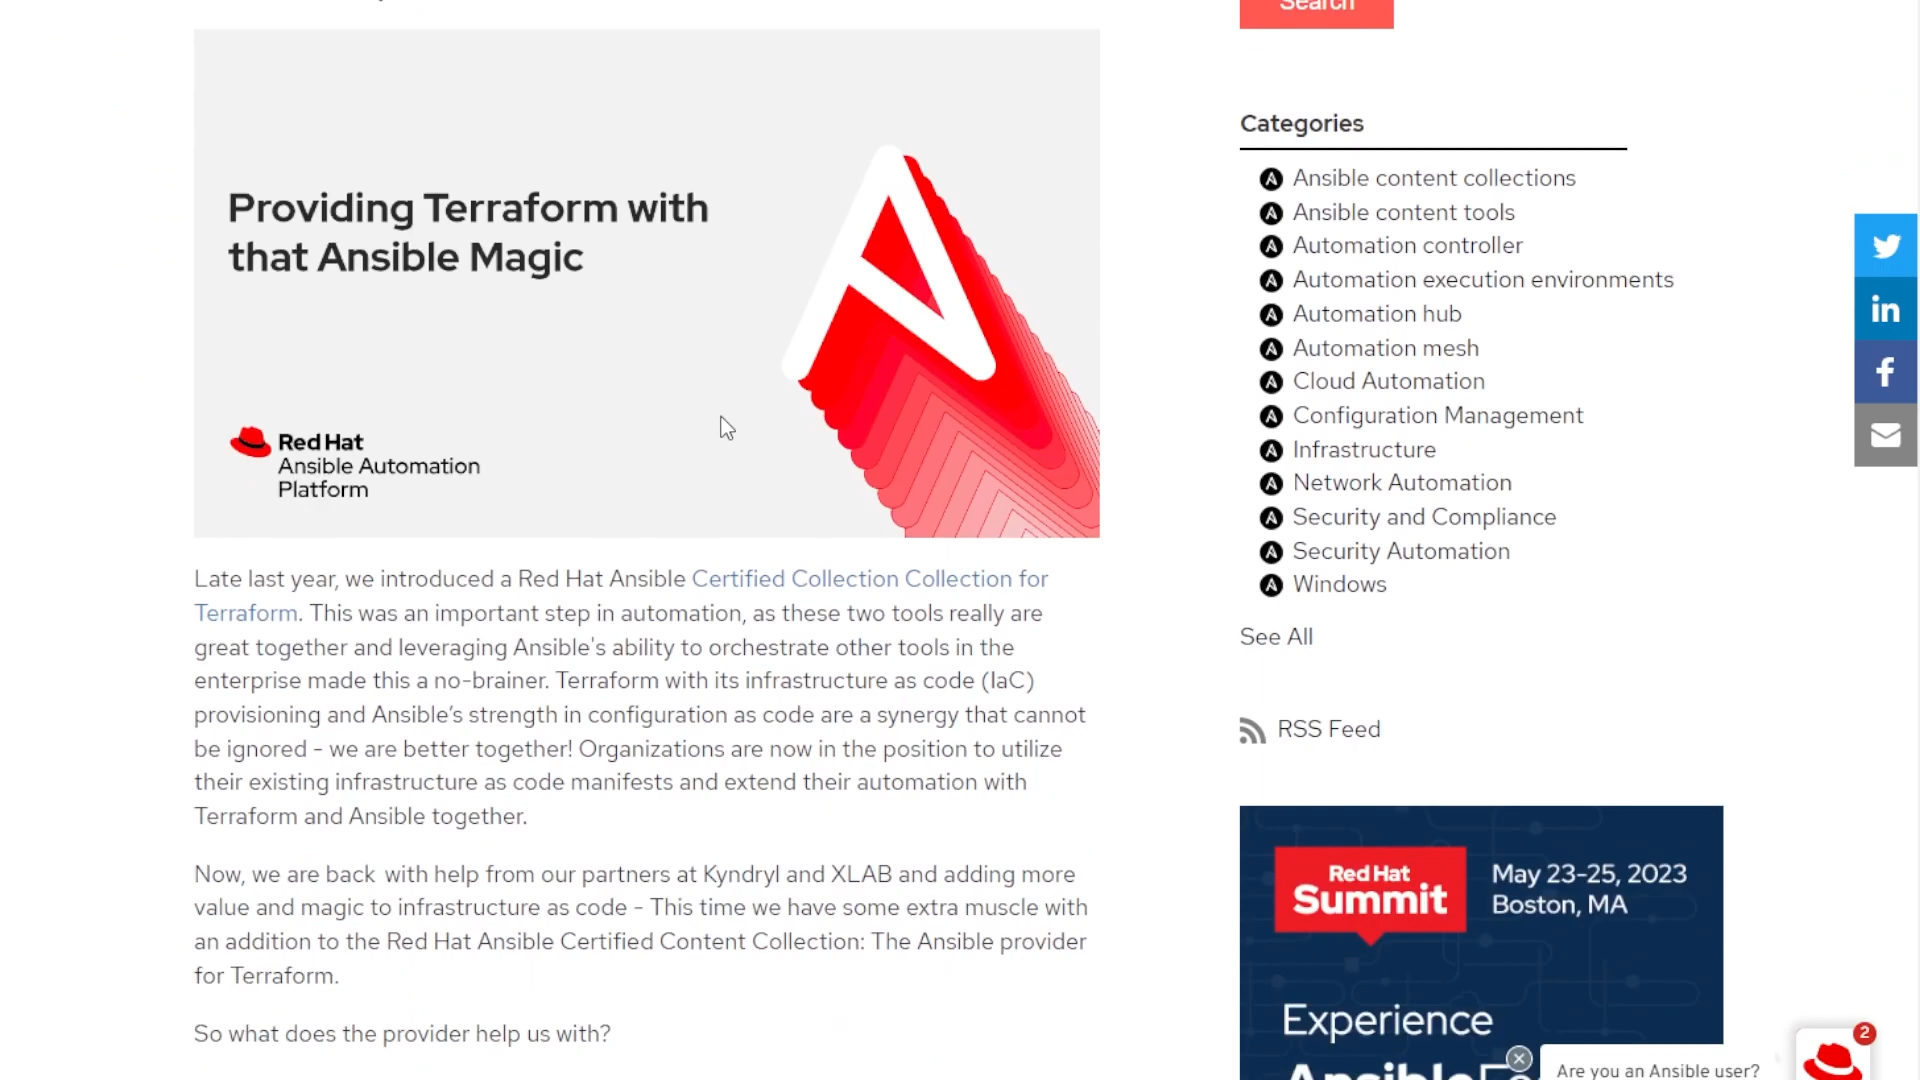 Search
Providing Terraform with
that Ansible Magic
Red Hat
Ansible Automation
Platform
Late last year, we introduced a Red Hat Ansible Certified Collection Collection for
Terraform. This was an important step in automation, as these two tools really are
great together and leveraging Ansible's ability to orchestrate other tools in the
enterprise made this a no-brainer. Terraform with its infrastructure as code (IaC)
provisioning and Ansible’s strength in configuration as code are a synergy that cannot
be ignored - we are better together! Organizations are now in the position to utilize
their existing infrastructure as code manifests and extend their automation with
Terraform and Ansible together.
Now, we are back with help from our partners at Kyndryl and XLAB and adding more
value and magic to infrastructure as code - This time we have some extra muscle with
an addition to the Red Hat Ansible Certified Content Collection: The Ansible provider
for Terraform.
So what does the provider help us with?
Categories
Ansible content collections
Ansible content tools
Automation controller
Automation execution environments
Automation hub
Automation mesh
Cloud Automation
Configuration Management
Infrastructure
Network Automation
Security and Compliance
Security Automation
Windows
See All
RSS Feed
Red Hat
Summit
May 23-25, 2023
Boston, MA
Experience
Are you an Ansible user?
2